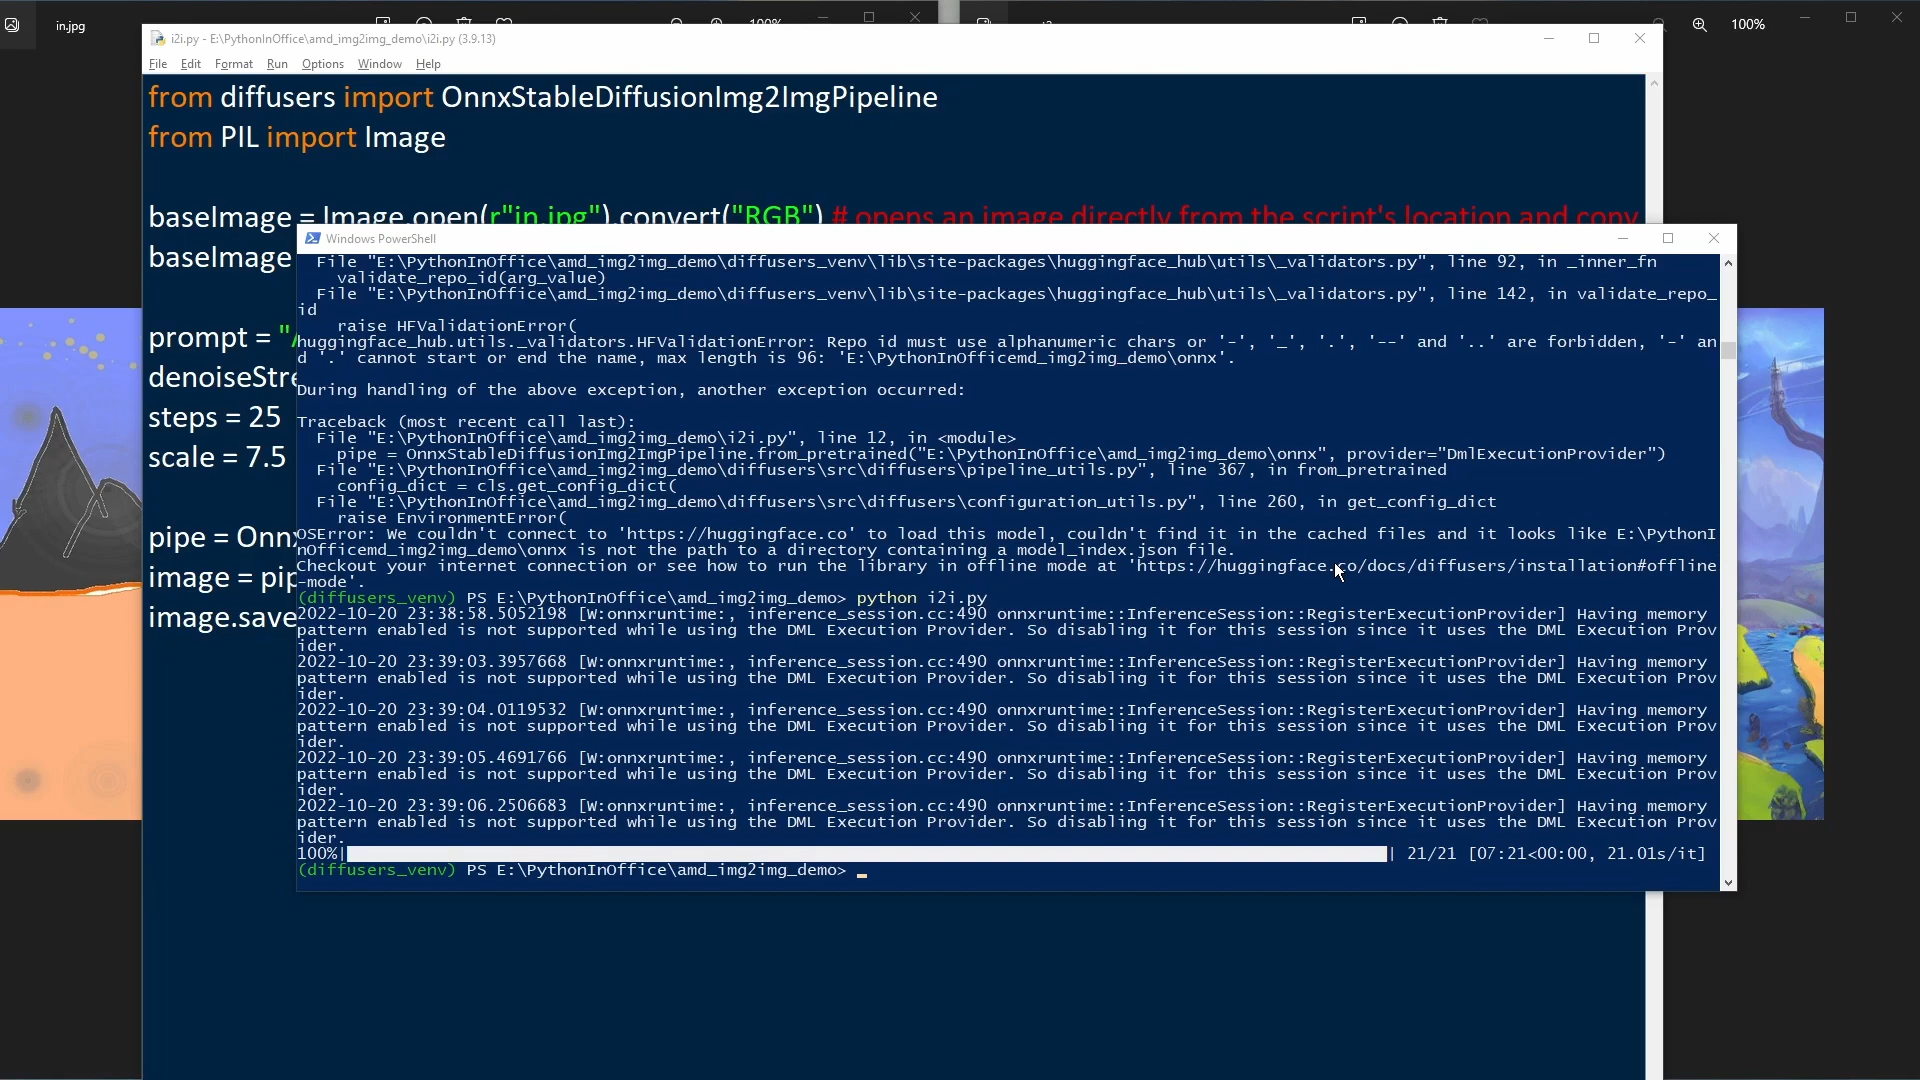 in.jpg
100%
100%
i2i.py - E:\PythonInOffice\amd_img2img_demo\i2i.py (3.9.13)
File Edit Format Run Options Window Help
from diffusers import OnnxStableDiffusionImg2ImgPipeline
from PIL import Image
baseImage = Image.open(r"in.jpg").convert("RGB") # opens an image directly from the script's location and conv
baseImage
prompt = "
denoiseStre
steps = 25
scale = 7.5
pipe = Onnx
image = pip
image.save
Windows PowerShell
File "E:\PythonInOffice\amd_img2img_demo\diffusers_venv\lib\site-packages\huggingface_hub\utils\_validators.py", line 92, in _inner_fn
validate_repo_id(arg_value)
File "E:\PythonInOffice\amd_img2img_demo\diffusers_venv\lib\site-packages\huggingface_hub\utils\_validators.py", line 142, in validate_repo_
id
raise HFValidationError(
huggingface_hub.utils._validators.HFValidationError: Repo id must use alphanumeric chars or '-', '_', '.', '--' and '..' are forbidden, '-' an
d '.' cannot start or end the name, max length is 96: 'E:\PythonInOfficemd_img2img_demo\onnx'.
During handling of the above exception, another exception occurred:
Traceback (most recent call last):
File "E:\PythonInOffice\amd_img2img_demo\i2i.py", line 12, in <module>
pipe = OnnxStableDiffusionImg2ImgPipeline.from_pretrained("E:\PythonInOffice\amd_img2img_demo\onnx", provider="DmlExecutionProvider")
File "E:\PythonInOffice\amd_img2img_demo\diffusers\src\diffusers\pipeline_utils.py", line 367, in from_pretrained
config_dict = cls.get_config_dict(
File "E:\PythonInOffice\amd_img2img_demo\diffusers\src\diffusers\configuration_utils.py", line 260, in get_config_dict
raise EnvironmentError(
OSError: We couldn't connect to 'https://huggingface.co' to load this model, couldn't find it in the cached files and it looks like E:\PythonI
nOfficemd_img2img_demo\onnx is not the path to a directory containing a model_index.json file.
Checkout your internet connection or see how to run the library in offline mode at 'https://huggingface.co/docs/diffusers/installation#offline
-mode'.
(diffusers_venv) PS E:\PythonInOffice\amd_img2img_demo> python i2i.py
2022-10-20 23:38:58.5052198 [W:onnxruntime:, inference_session.cc:490 onnxruntime::InferenceSession::RegisterExecutionProvider] Having memory
pattern enabled is not supported while using the DML Execution Provider. So disabling it for this session since it uses the DML Execution Prov
ider.
2022-10-20 23:39:03.3957668 [W:onnxruntime:, inference_session.cc:490 onnxruntime::InferenceSession::RegisterExecutionProvider] Having memory
pattern enabled is not supported while using the DML Execution Provider. So disabling it for this session since it uses the DML Execution Prov
ider.
2022-10-20 23:39:04.0119532 [W:onnxruntime:, inference_session.cc:490 onnxruntime::InferenceSession::RegisterExecutionProvider] Having memory
pattern enabled is not supported while using the DML Execution Provider. So disabling it for this session since it uses the DML Execution Prov
ider.
2022-10-20 23:39:05.4691766 [W:onnxruntime:, inference_session.cc:490 onnxruntime::InferenceSession::RegisterExecutionProvider] Having memory
pattern enabled is not supported while using the DML Execution Provider. So disabling it for this session since it uses the DML Execution Prov
ider.
2022-10-20 23:39:06.2506683 [W:onnxruntime:, inference_session.cc:490 onnxruntime::InferenceSession::RegisterExecutionProvider] Having memory
pattern enabled is not supported while using the DML Execution Provider. So disabling it for this session since it uses the DML Execution Prov
ider.
100%| | 21/21 [07:21<00:00, 21.01s/it]
(diffusers_venv) PS E:\PythonInOffice\amd_img2img_demo> _